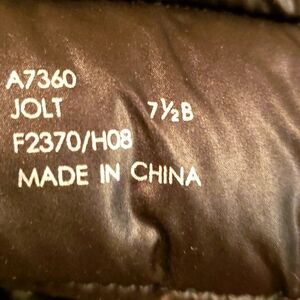 A7360
JOLT 7½B
F2370/H08
MADE IN CHINA